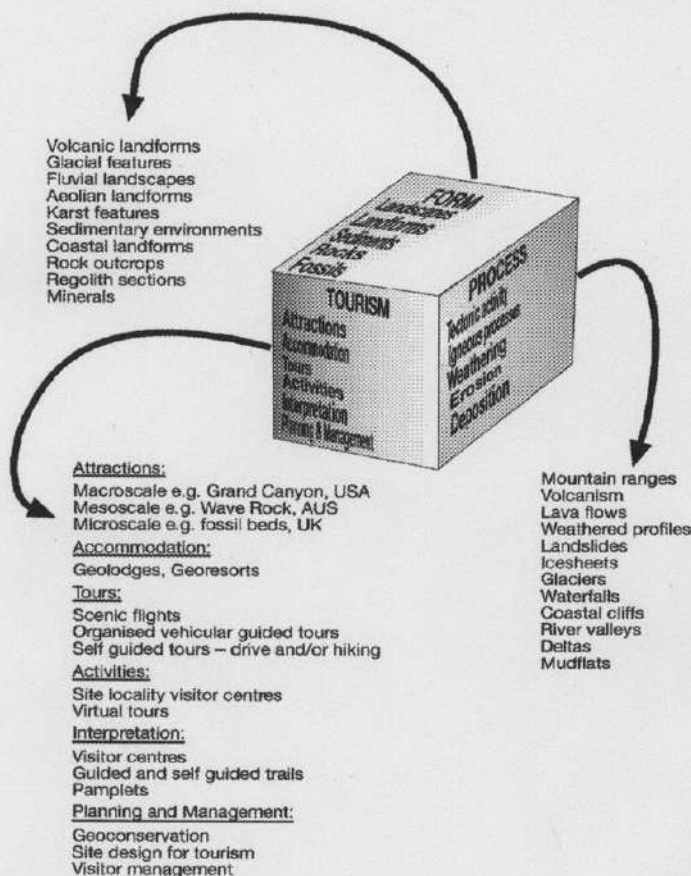 Volcanic landforms
Glacial features
Fluvial landscapes
Aeolian landforms
Karst features
Sedimentary environments
Coastal landforms
Rock outcrops
Regolith sections
Minerals
FORM
Landscapes
Landforms
Sediments
Rocks
Fossils
TOURISM
Attractions
Accommodation
Tours
Activities
Interpretation
Planning & Management
PROCESS
Tectonic activity
Igneous processes
Weathering
Erosion
Deposition
Attractions:
Macroscale e.g. Grand Canyon, USA
Mesoscale e.g. Wave Rock, AUS
Microscale e.g. fossil beds, UK
Accommodation:
Geolodges, Georesorts
Tours:
Scenic flights
Organised vehicular guided tours
Self guided tours – drive and/or hiking
Activities:
Site locality visitor centres
Virtual tours
Interpretation:
Visitor centres
Guided and self guided trails
Pamplets
Planning and Management:
Geoconservation
Site design for tourism
Visitor management
Mountain ranges
Volcanism
Lava flows
Weathered profiles
Landslides
Icesheets
Glaciers
Waterfalls
Coastal cliffs
River valleys
Deltas
Mudflats